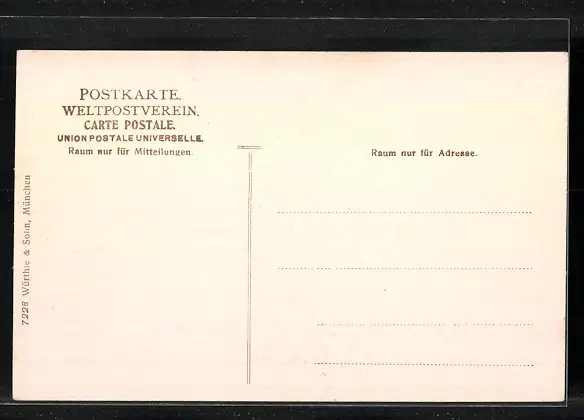 POSTKARTE.
WELTPOSTVEREIN.
CARTE POSTALE.
UNION POSTALE UNIVERSELLE.
Raum nur für Mitteilungen
Raum nur für Adresse.
7228 Würthle & Sohn, München